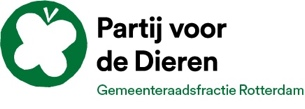 Partij voor
de Dieren
Gemeenteraadsfractie Rotterdam